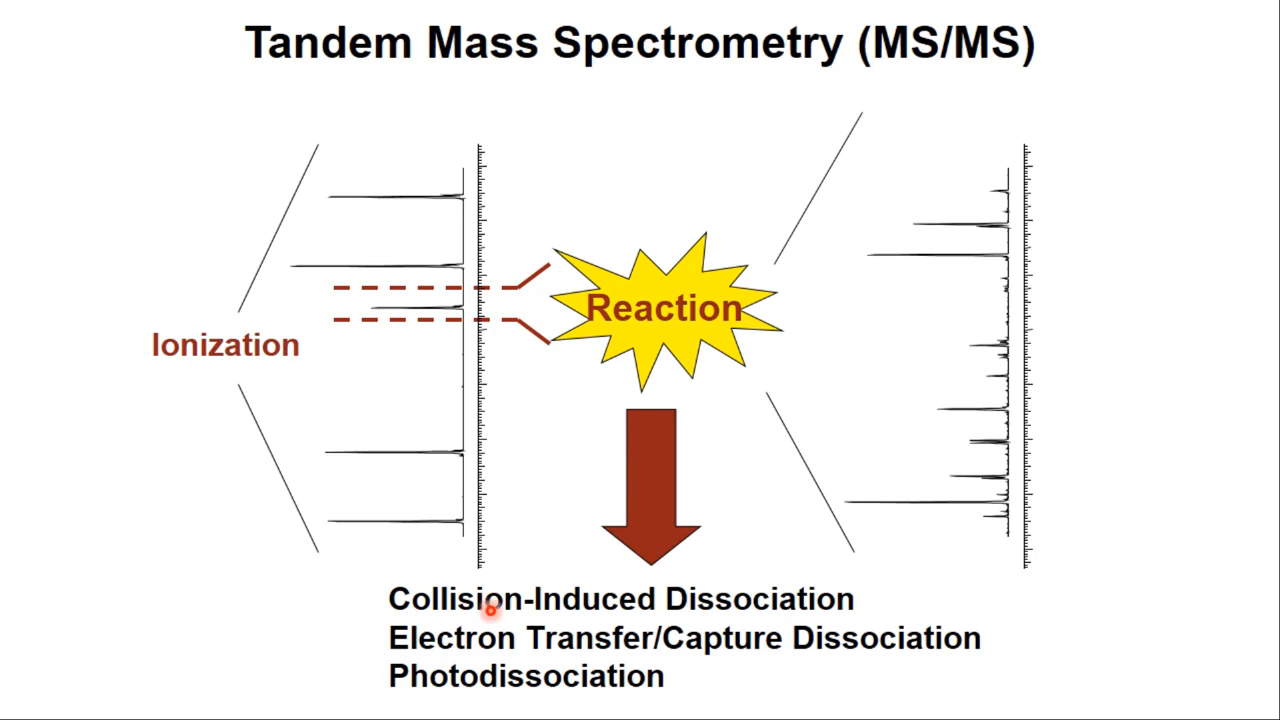 Tandem Mass Spectrometry (MS/MS)
Ionization
Reaction
Collision-Induced Dissociation
Electron Transfer/Capture Dissociation
Photodissociation